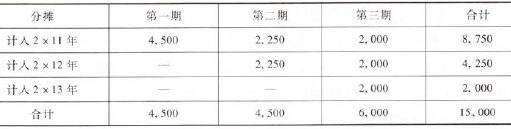 分摊 第一期 第二期 第三期 合计
计入2×11年 4,500 2,250 2,000 8,750
计入2×12年 — 2,250 2,000 4,250
计入2×13年 — — 2,000 2,000
合计 4,500 4,500 6,000 15,000